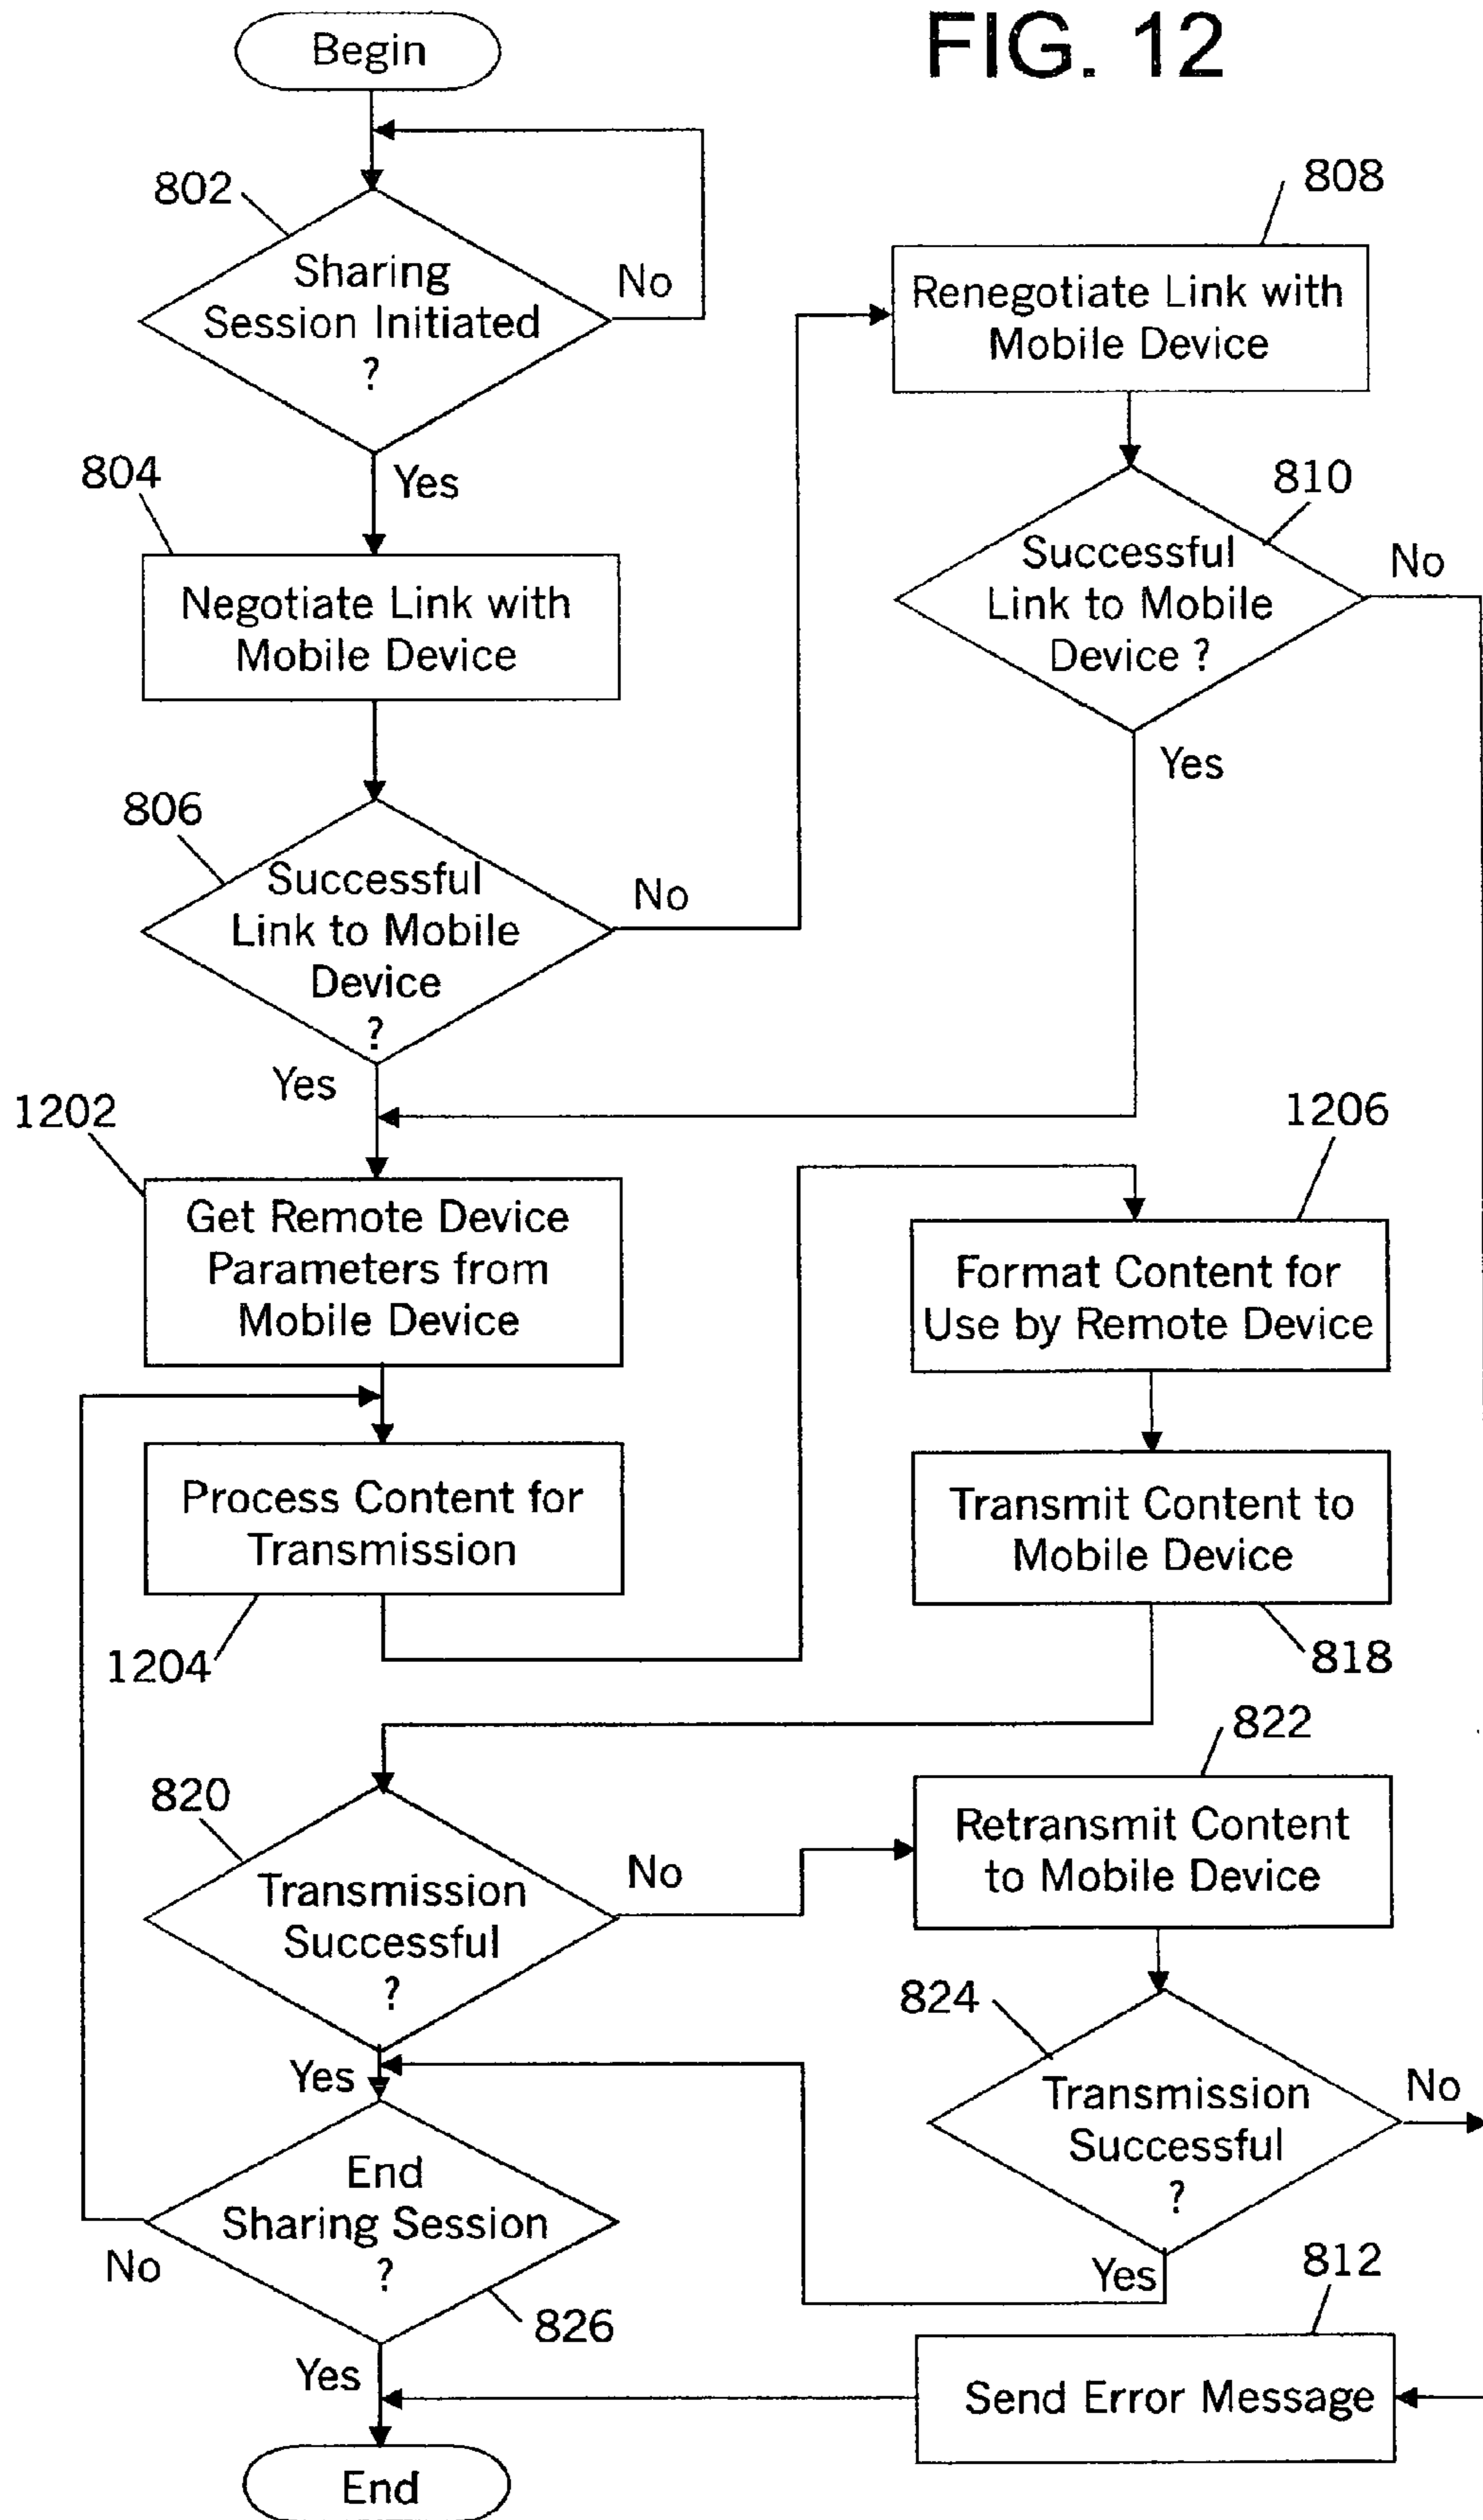 FIG. 12
Begin
802
Sharing
Session Initiated
?
No
Yes
804
Negotiate Link with
Mobile Device
806
Successful
Link to Mobile
Device
?
No
Yes
808
Renegotiate Link with
Mobile Device
810
Successful
Link to Mobile
Device ?
No
Yes
1202
Get Remote Device
Parameters from
Mobile Device
Process Content for
Transmission
1204
1206
Format Content for
Use by Remote Device
Transmit Content to
Mobile Device
818
820
Transmission
Successful
?
No
Yes
822
Retransmit Content
to Mobile Device
824
Transmission
Successful
?
No
Yes
End
Sharing Session
?
No
826
Yes
812
Send Error Message
End